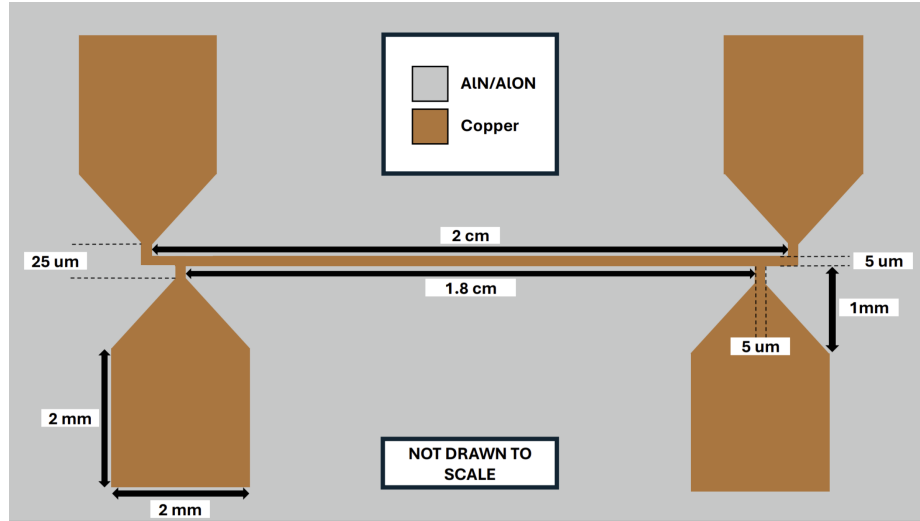 AlN/AlON
Copper
2 cm
25 um
5 um
1.8 cm
1mm
5 um
2 mm
NOT DRAWN TO
SCALE
2 mm